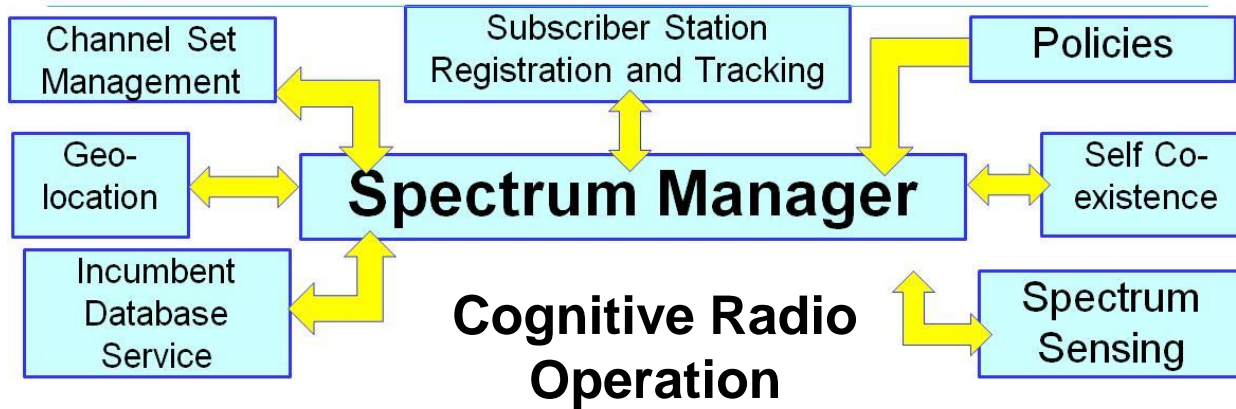 Channel Set
Management
Subscriber Station
Registration and Tracking
Policies
Geo-
location
Spectrum Manager
Self Co-
existence
Incumbent
Database
Service
Cognitive Radio
Operation
Spectrum
Sensing